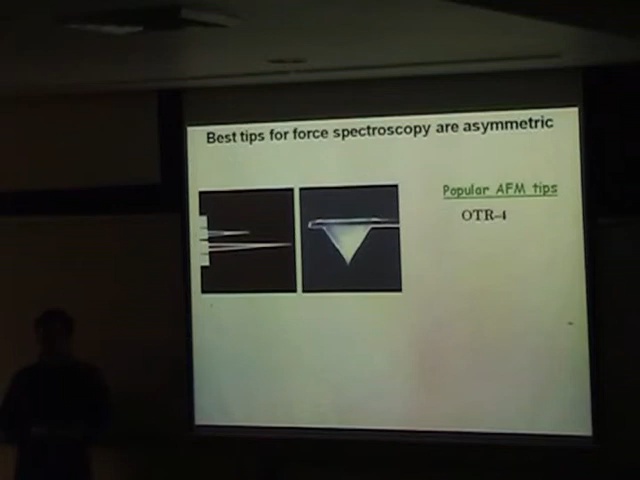 Best tips for force spectroscopy are asymmetric
Popular AFM tips
OTR-4